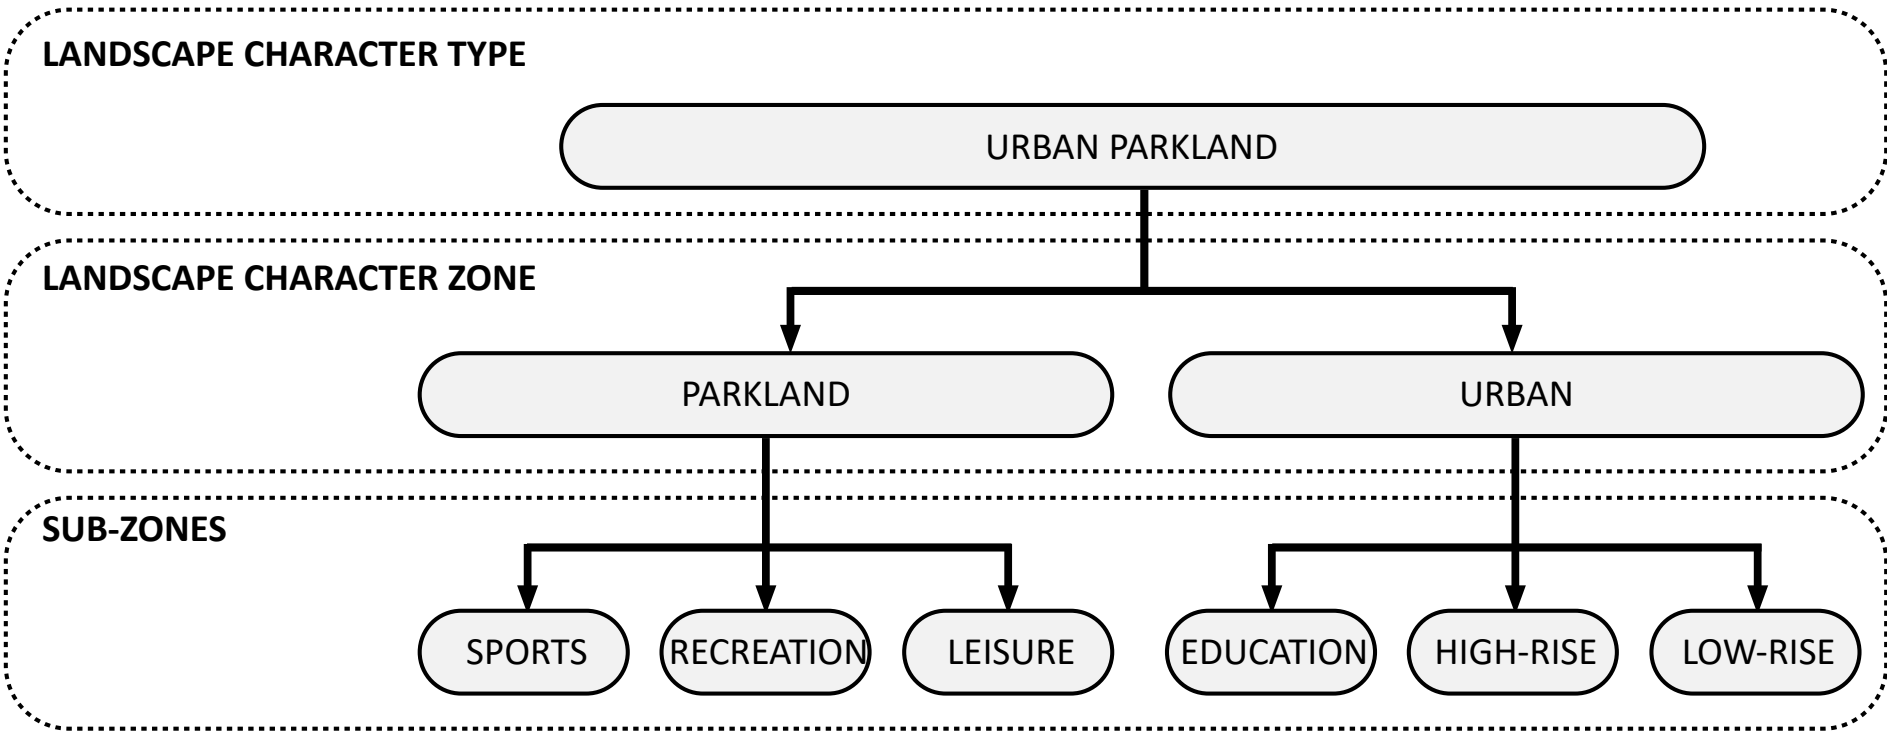 LANDSCAPE CHARACTER TYPE
URBAN PARKLAND
LANDSCAPE CHARACTER ZONE
PARKLAND
URBAN
SUB-ZONES
SPORTS
RECREATION
LEISURE
EDUCATION
HIGH-RISE
LOW-RISE